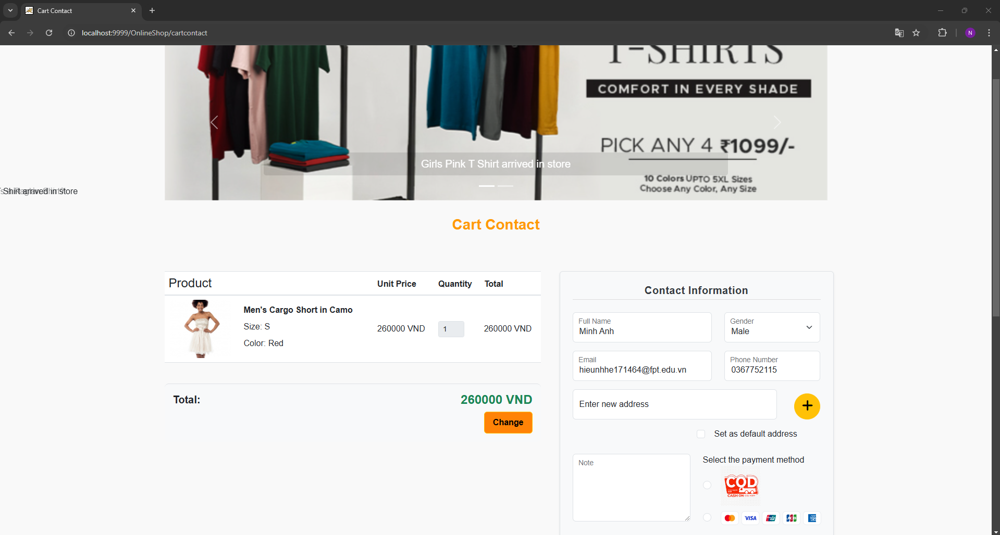 Cart Contact
localhost:9999/OnlineShop/cartcontact
N
T-SHIRTS
COMFORT IN EVERY SHADE
PICK ANY 4 ₹1099/-
Girls Pink T Shirt arrived in store
10 Colors UPTO 5XL Sizes
Choose Any Color, Any Size
T Shirt arrived in store
Cart Contact
Product Unit Price Quantity Total
Men's Cargo Short in Camo
Size: S
Color: Red
260000 VND 1 260000 VND
Total: 260000 VND
Change
Contact Information
Full Name
Minh Anh
Gender
Male
Email
hieunhhe171464@fpt.edu.vn
Phone Number
0367752115
Enter new address
+
Set as default address
Note
Select the payment method
COD
CASH ON DELIVERY
VISA
JCB